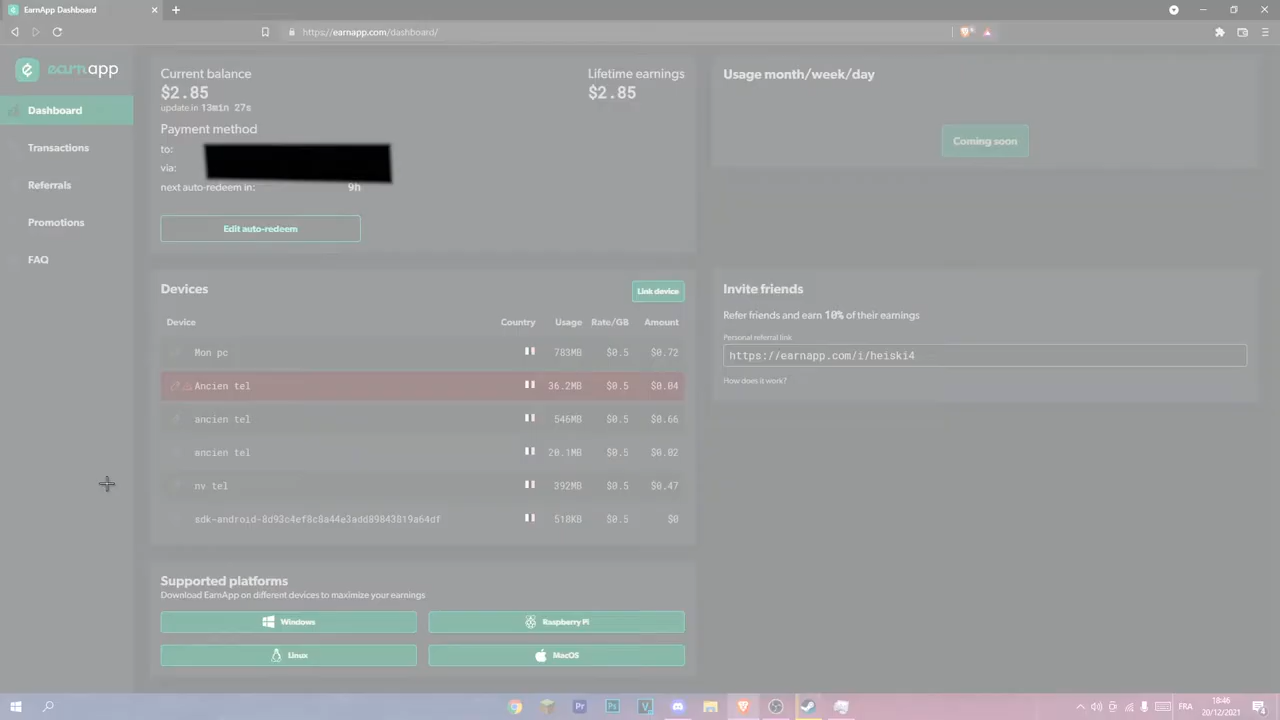 EarnApp Dashboard
https://earnapp.com/dashboard/
earnapp
Dashboard
Transactions
Referrals
Promotions
FAQ
Current balance
$2.85
update in 13min 27s
Lifetime earnings
$2.85
Payment method
to:
via:
next auto-redeem in: 9h
Edit auto-redeem
Usage month/week/day
Coming soon
Devices
Link device
Device Country Usage Rate/GB Amount
Mon pc 783MB $0.5 $0.72
Ancien tel 36.2MB $0.5 $0.04
ancien tel 546MB $0.5 $0.66
ancien tel 20.1MB $0.5 $0.02
nv tel 392MB $0.5 $0.47
sdk-android-8d93c4ef8c8a44e3add89843819a64df 518KB $0.5 $0
Invite friends
Refer friends and earn 10% of their earnings
Personal referral link
https://earnapp.com/i/heiski4
How does it work?
Supported platforms
Download EarnApp on different devices to maximize your earnings
Windows
Raspberry Pi
Linux
MacOS
Pr
Ps
V
FRA
18:46
20/12/2021
4